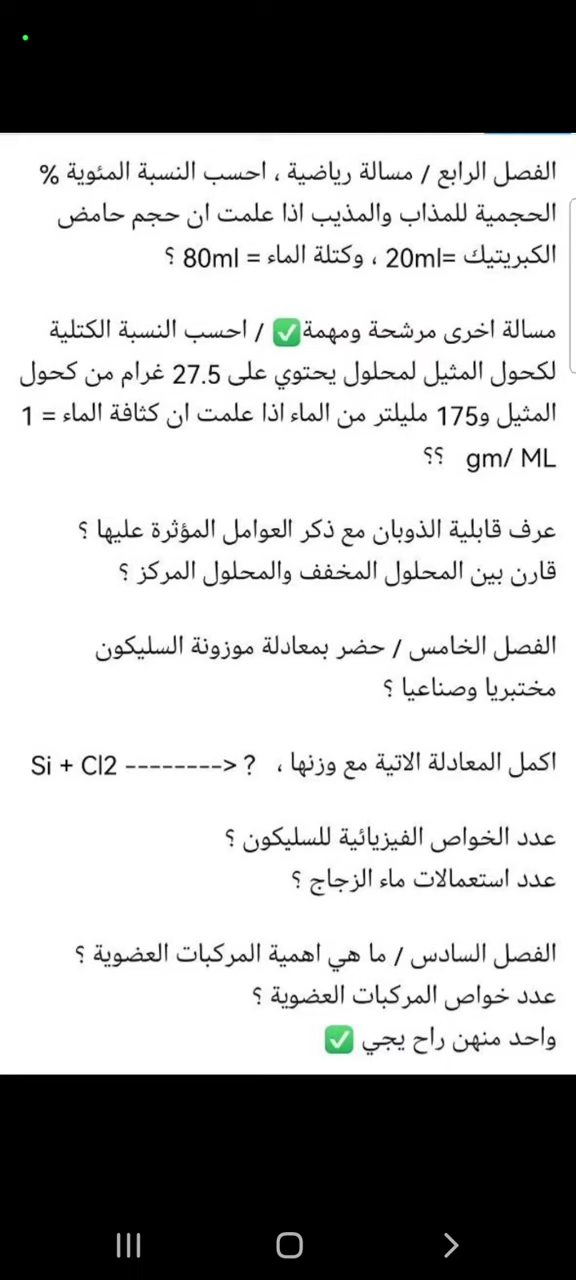 الفصل الرابع / مسالة رياضية ، احسب النسبة المئوية %
الحجمية للمذاب والمذيب اذا علمت ان حجم حامض
الكبريتيك =20ml ، وكتلة الماء = 80ml ؟
مسالة اخرى مرشحة ومهمة✅ / احسب النسبة الكتلية
لكحول المثيل لمحلول يحتوي على 27.5 غرام من كحول
المثيل و175 مليلتر من الماء اذا علمت ان كثافة الماء = 1
gm/ ML ؟؟
عرف قابلية الذوبان مع ذكر العوامل المؤثرة عليها ؟
قارن بين المحلول المخفف والمحلول المركز ؟
الفصل الخامس / حضر بمعادلة موزونة السليكون
مختبريا وصناعيا ؟
اكمل المعادلة الاتية مع وزنها ، Si + Cl2 --------> ?
عدد الخواص الفيزيائية للسليكون ؟
عدد استعمالات ماء الزجاج ؟
الفصل السادس / ما هي اهمية المركبات العضوية ؟
عدد خواص المركبات العضوية ؟
واحد منهن راح يجي ✅